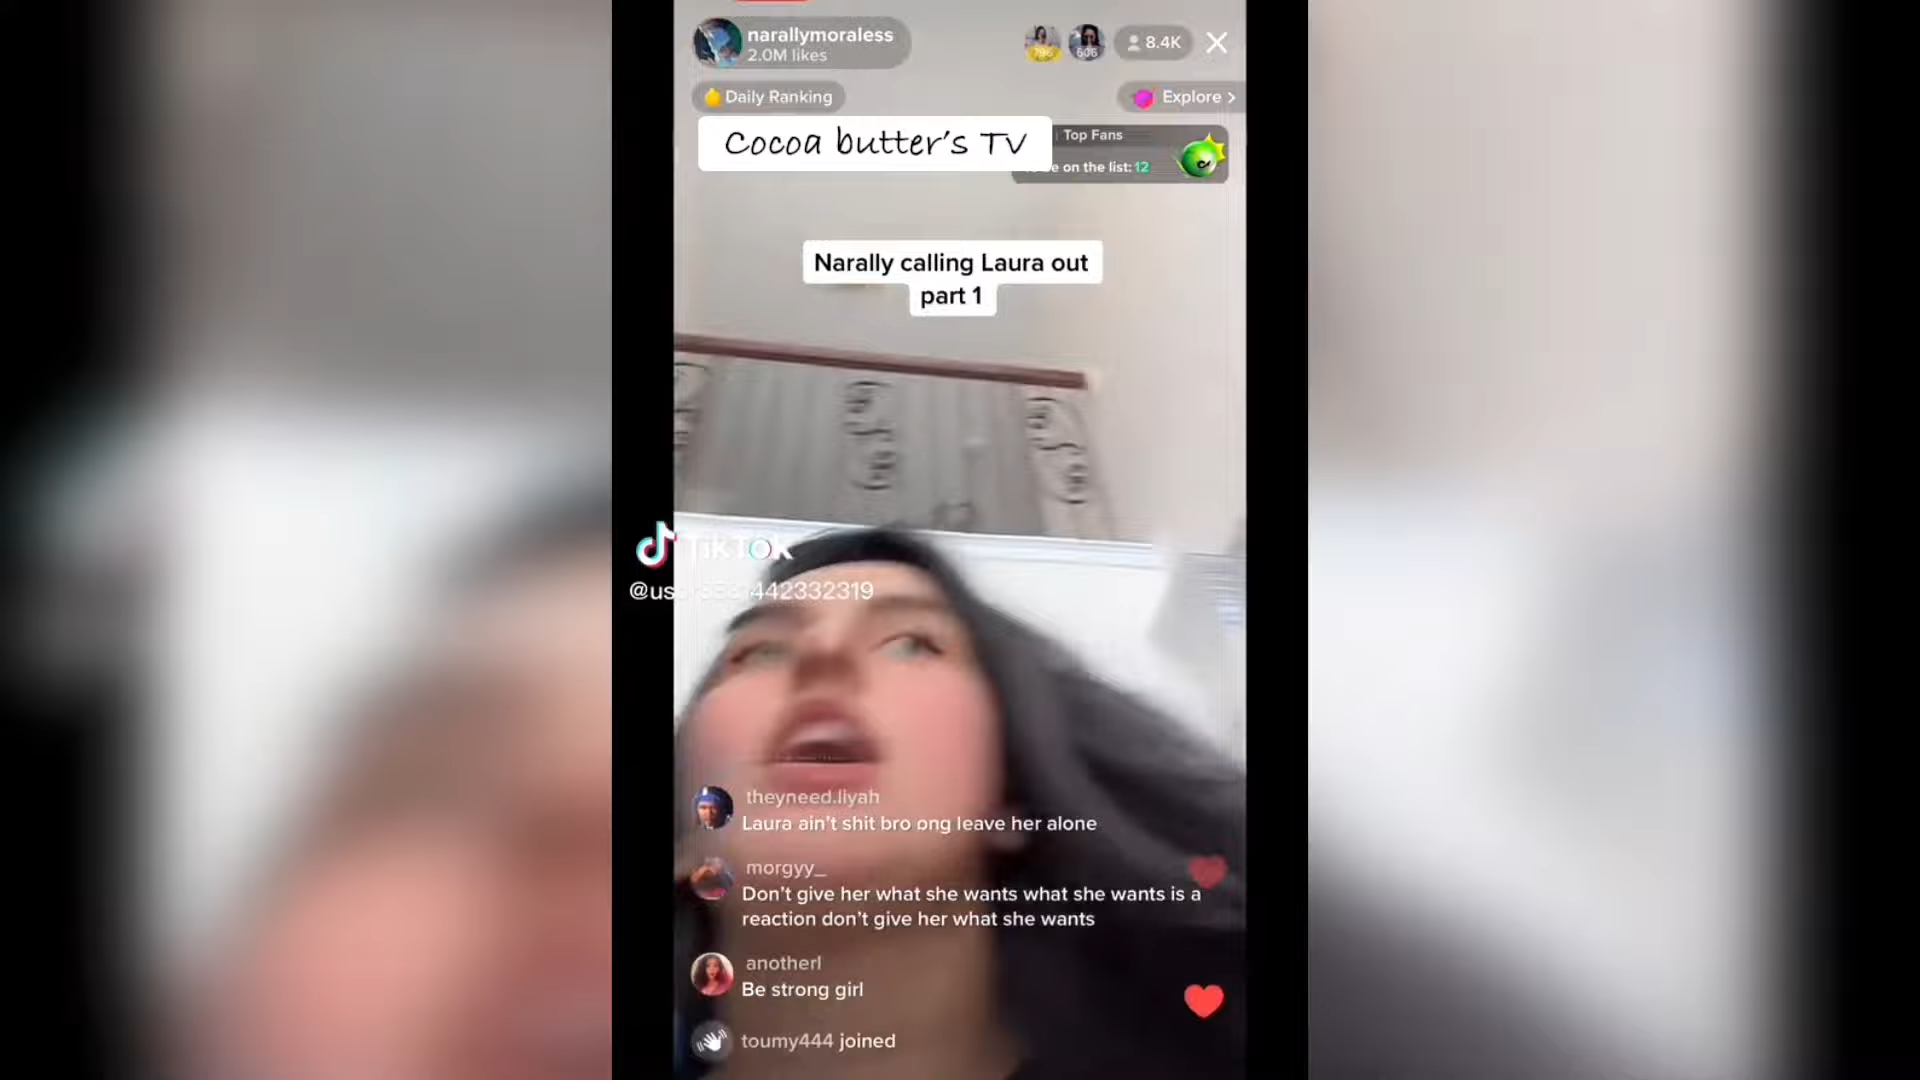 narallymoraless
2.0M likes
796
606
8.4K
Daily Ranking
Explore >
Cocoa butter's TV
Top Fans
e on the list: 12
Narally calling Laura out
part 1
TikTok
442332319
theyneed.liyah
Laura ain't shit bro ong leave her alone
morgyy_
Don't give her what she wants what she wants is a
reaction don't give her what she wants
anotherl
Be strong girl
toumy444 joined